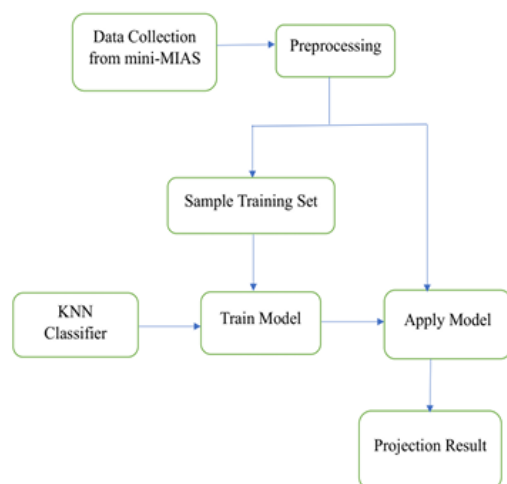 Data Collection
from mini-MIAS
Preprocessing
Sample Training Set
KNN
Classifier
Train Model
Apply Model
Projection Result